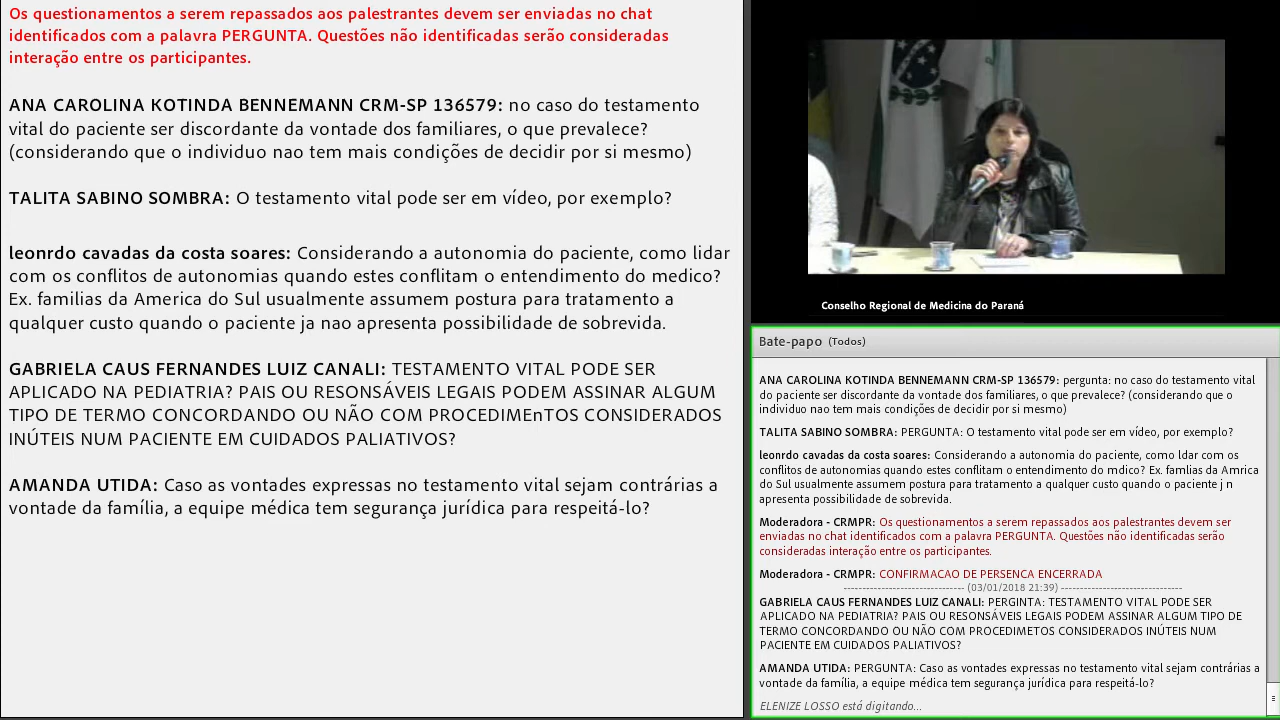 Os questionamentos a serem repassados aos palestrantes devem ser enviadas no chat
identificados com a palavra PERGUNTA. Questões não identificadas serão consideradas
interação entre os participantes.
ANA CAROLINA KOTINDA BENNEMANN CRM-SP 136579: no caso do testamento
vital do paciente ser discordante da vontade dos familiares, o que prevalece?
(considerando que o individuo nao tem mais condições de decidir por si mesmo)
TALITA SABINO SOMBRA: O testamento vital pode ser em vídeo, por exemplo?
leonrdo cavadas da costa soares: Considerando a autonomia do paciente, como lidar
com os conflitos de autonomias quando estes conflitam o entendimento do medico?
Ex. familias da America do Sul usualmente assumem postura para tratamento a
qualquer custo quando o paciente ja nao apresenta possibilidade de sobrevida.
GABRIELA CAUS FERNANDES LUIZ CANALI: TESTAMENTO VITAL PODE SER
APLICADO NA PEDIATRIA? PAIS OU RESONSÁVEIS LEGAIS PODEM ASSINAR ALGUM
TIPO DE TERMO CONCORDANDO OU NÃO COM PROCEDIMEnTOS CONSIDERADOS
INÚTEIS NUM PACIENTE EM CUIDADOS PALIATIVOS?
AMANDA UTIDA: Caso as vontades expressas no testamento vital sejam contrárias a
vontade da família, a equipe médica tem segurança jurídica para respeitá-lo?
Conselho Regional de Medicina do Paraná
Bate-papo (Todos)
ANA CAROLINA KOTINDA BENNEMANN CRM-SP 136579: pergunta: no caso do testamento vital
do paciente ser discordante da vontade dos familiares, o que prevalece? (considerando que o
individuo nao tem mais condições de decidir por si mesmo)
TALITA SABINO SOMBRA: PERGUNTA: O testamento vital pode ser em vídeo, por exemplo?
leonrdo cavadas da costa soares: Considerando a autonomia do paciente, como ldar com os
conflitos de autonomias quando estes conflitam o entendimento do mdico? Ex. famlias da Amrica
do Sul usualmente assumem postura para tratamento a qualquer custo quando o paciente j n
apresenta possibilidade de sobrevida.
Moderadora - CRMPR: Os questionamentos a serem repassados aos palestrantes devem ser
enviadas no chat identificados com a palavra PERGUNTA. Questões não identificadas serão
consideradas interação entre os participantes.
Moderadora - CRMPR: CONFIRMACAO DE PERSENCA ENCERRADA
------------------------------- (03/01/2018 21:39) -------------------------------
GABRIELA CAUS FERNANDES LUIZ CANALI: PERGINTA: TESTAMENTO VITAL PODE SER
APLICADO NA PEDIATRIA? PAIS OU RESONSÁVEIS LEGAIS PODEM ASSINAR ALGUM TIPO DE
TERMO CONCORDANDO OU NÃO COM PROCEDIMETOS CONSIDERADOS INÚTEIS NUM
PACIENTE EM CUIDADOS PALIATIVOS?
AMANDA UTIDA: PERGUNTA: Caso as vontades expressas no testamento vital sejam contrárias a
vontade da família, a equipe médica tem segurança jurídica para respeitá-lo?
ELENIZE LOSSO está digitando...